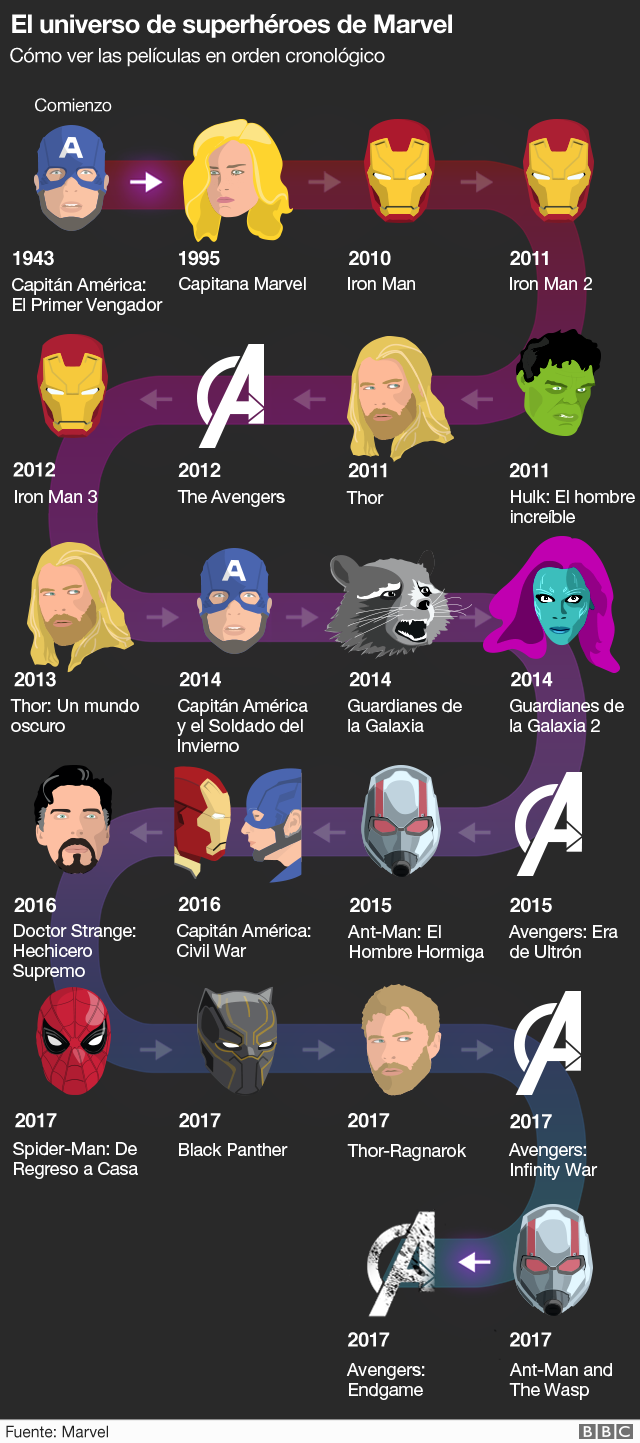 El universo de superhéroes de Marvel
Cómo ver las películas en orden cronológico
Comienzo
A
1943
Capitán América:
El Primer Vengador
1995
Capitana Marvel
2010
Iron Man
2011
Iron Man 2
2011
Hulk: El hombre
increíble
2011
Thor
A
2012
The Avengers
2012
Iron Man 3
2013
Thor: Un mundo
oscuro
A
2014
Capitán América
y el Soldado del
Invierno
2014
Guardianes de
la Galaxia
2014
Guardianes de
la Galaxia 2
A
2015
Avengers: Era
de Ultrón
2015
Ant-Man: El
Hombre Hormiga
2016
Capitán América:
Civil War
2016
Doctor Strange:
Hechicero
Supremo
2017
Spider-Man: De
Regreso a Casa
2017
Black Panther
2017
Thor-Ragnarok
A
2017
Avengers:
Infinity War
2017
Ant-Man and
The Wasp
A
2017
Avengers:
Endgame
Fuente: Marvel
BBC